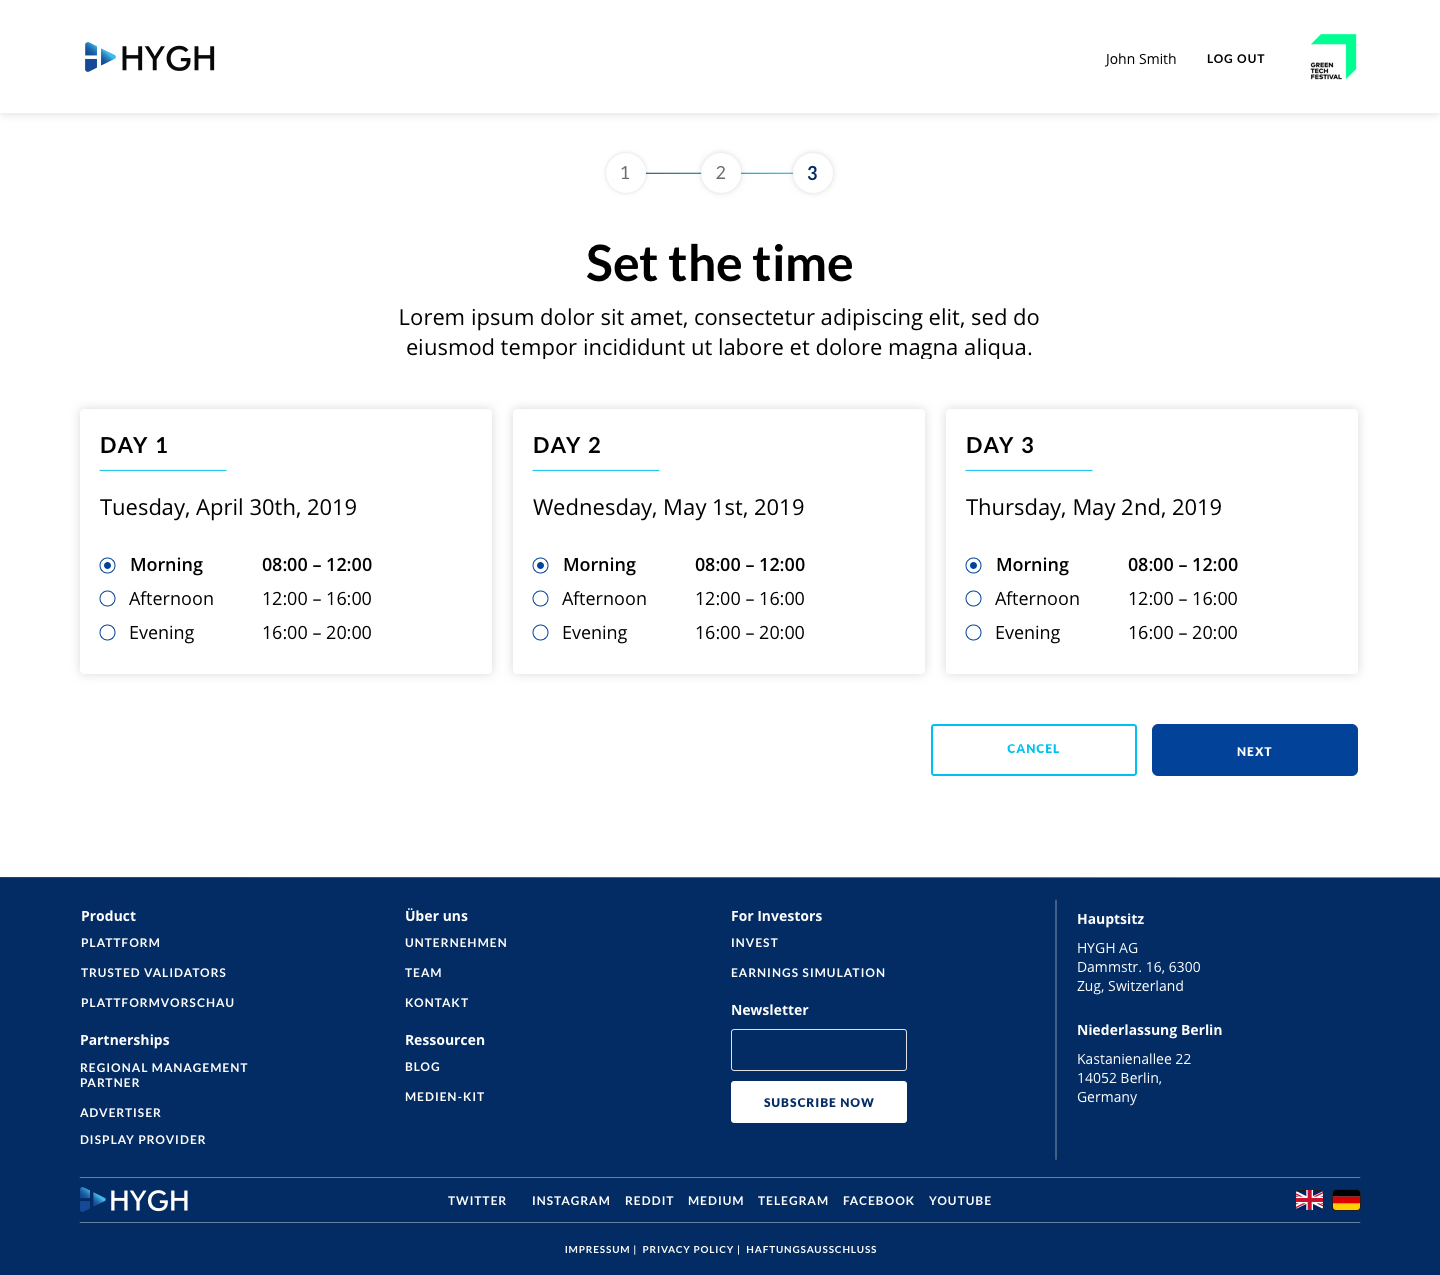 HYGH
John Smith
LOG OUT
GREEN
TECH
FESTIVAL
1
2
3
Set the time
Lorem ipsum dolor sit amet, consectetur adipiscing elit, sed do
eiusmod tempor incididunt ut labore et dolore magna aliqua.
DAY 1
Tuesday, April 30th, 2019
Morning 08:00 – 12:00
Afternoon 12:00 – 16:00
Evening 16:00 – 20:00
DAY 2
Wednesday, May 1st, 2019
Morning 08:00 – 12:00
Afternoon 12:00 – 16:00
Evening 16:00 – 20:00
DAY 3
Thursday, May 2nd, 2019
Morning 08:00 – 12:00
Afternoon 12:00 – 16:00
Evening 16:00 – 20:00
CANCEL
NEXT
Product
PLATTFORM
TRUSTED VALIDATORS
PLATTFORMVORSCHAU
Partnerships
REGIONAL MANAGEMENT
PARTNER
ADVERTISER
DISPLAY PROVIDER
Über uns
UNTERNEHMEN
TEAM
KONTAKT
Ressourcen
BLOG
MEDIEN-KIT
For Investors
INVEST
EARNINGS SIMULATION
Newsletter
SUBSCRIBE NOW
Hauptsitz
HYGH AG
Dammstr. 16, 6300
Zug, Switzerland
Niederlassung Berlin
Kastanienallee 22
14052 Berlin,
Germany
HYGH
TWITTER INSTAGRAM REDDIT MEDIUM TELEGRAM FACEBOOK YOUTUBE
IMPRESSUM | PRIVACY POLICY | HAFTUNGSAUSSCHLUSS